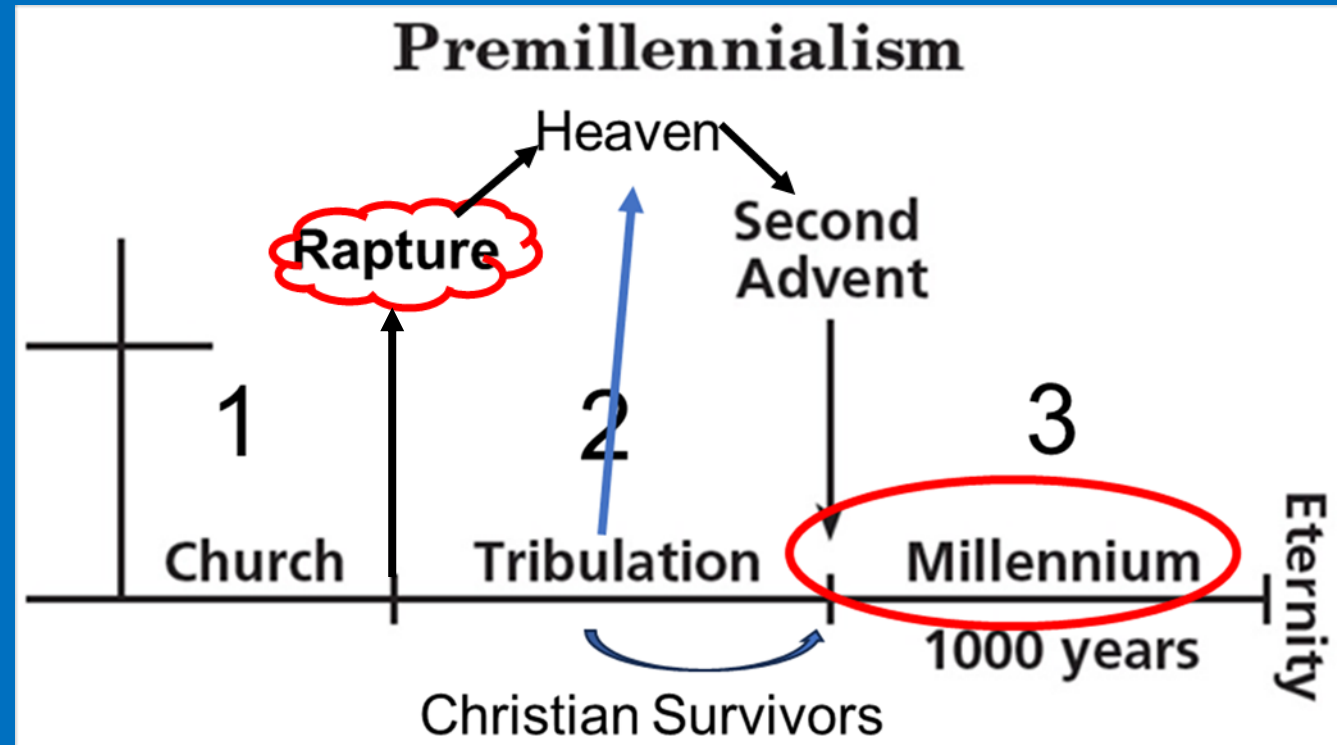 Premillennialism
Heaven
Rapture
Second
Advent
1
2
3
Church
Tribulation
Millennium
1000 years
Eternity
Christian Survivors